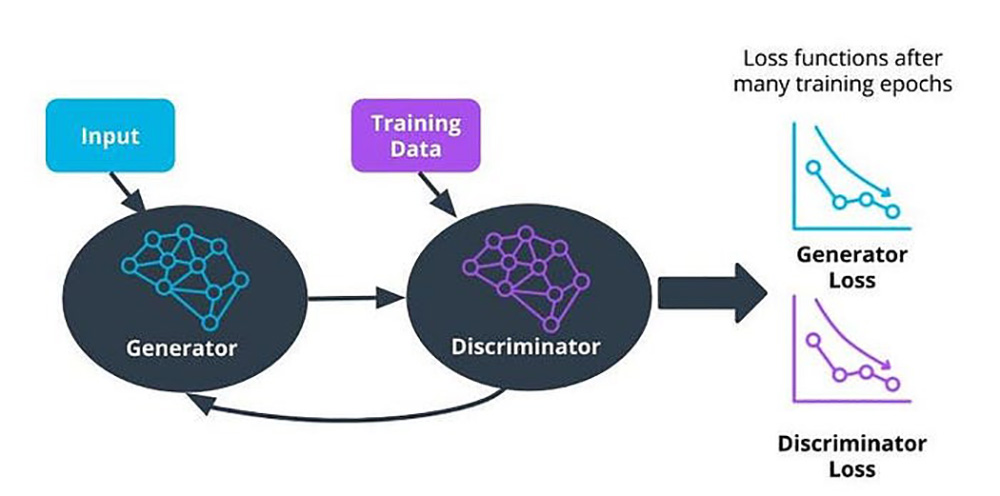 Loss functions after
many training epochs
Input
Training
Data
Generator
Discriminator
Generator
Loss
Discriminator
Loss